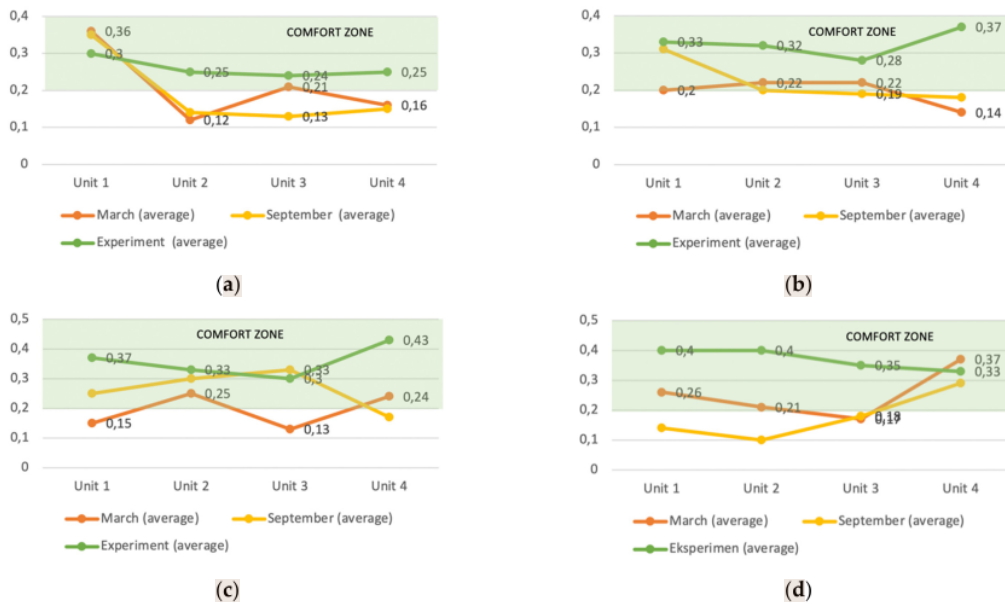 0,4
0,3
0,2
0,1
0
COMFORT ZONE
0,36
0,3
0,25
0,24
0,25
0,21
0,16
0,12
0,13
Unit 1 Unit 2 Unit 3 Unit 4
March (average) September (average)
Experiment (average)
(a)
0,4
0,3
0,2
0,1
0
COMFORT ZONE
0,33
0,32
0,28
0,37
0,2
0,22
0,22
0,19
0,14
Unit 1 Unit 2 Unit 3 Unit 4
March (average) September (average)
Experiment (average)
(b)
0,5
0,4
0,3
0,2
0,1
0
COMFORT ZONE
0,37
0,33
0,33
0,3
0,43
0,25
0,24
0,15
0,13
Unit 1 Unit 2 Unit 3 Unit 4
March (average) September (average)
Experiment (average)
(c)
0,5
0,4
0,3
0,2
0,1
0
COMFORT ZONE
0,4
0,4
0,35
0,37
0,33
0,26
0,21
0,18
0,17
Unit 1 Unit 2 Unit 3 Unit 4
March (average) September (average)
Eksperimen (average)
(d)